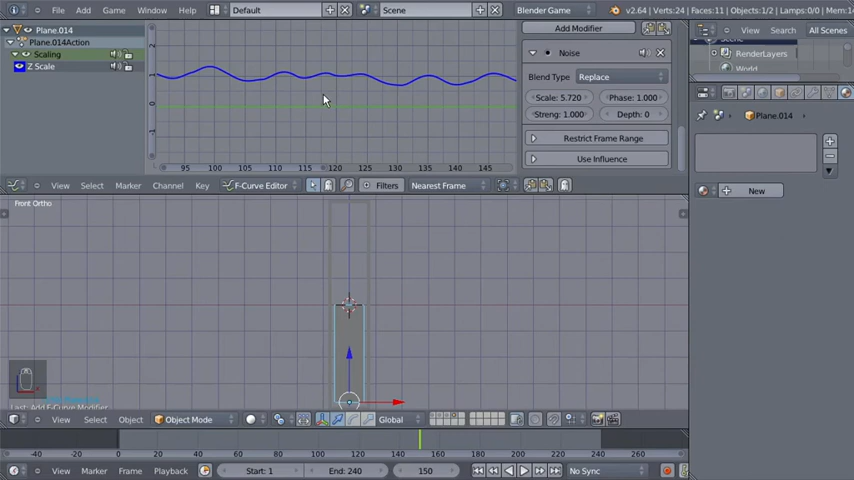 File Add Game Window Help Default Scene Blender Game v2.64 | Verts:24 | Faces:11 | Objects:1/2 | Lamps:0/0 | Mem:14
View Search All Scenes
Plane.014
Plane.014Action
Scaling
Z Scale
2
1
0
-1
95 100 105 110 115 120 125 130 135 140 145
Add Modifier
Noise
Blend Type Replace
Scale: 5.720 Phase: 1.000
Streng: 1.000 Depth: 0
Restrict Frame Range
Use Influence
RenderLayers
World
Plane.014
New
View Select Marker Channel Key F-Curve Editor Filters Nearest Frame
Front Ortho
Last: Add F-Curve Modifier
View Select Object Object Mode Global
-40 -20 0 20 40 60 80 100 120 140 160 180 200 220 240 260
View Marker Frame Playback Start: 1 End: 240 150 No Sync